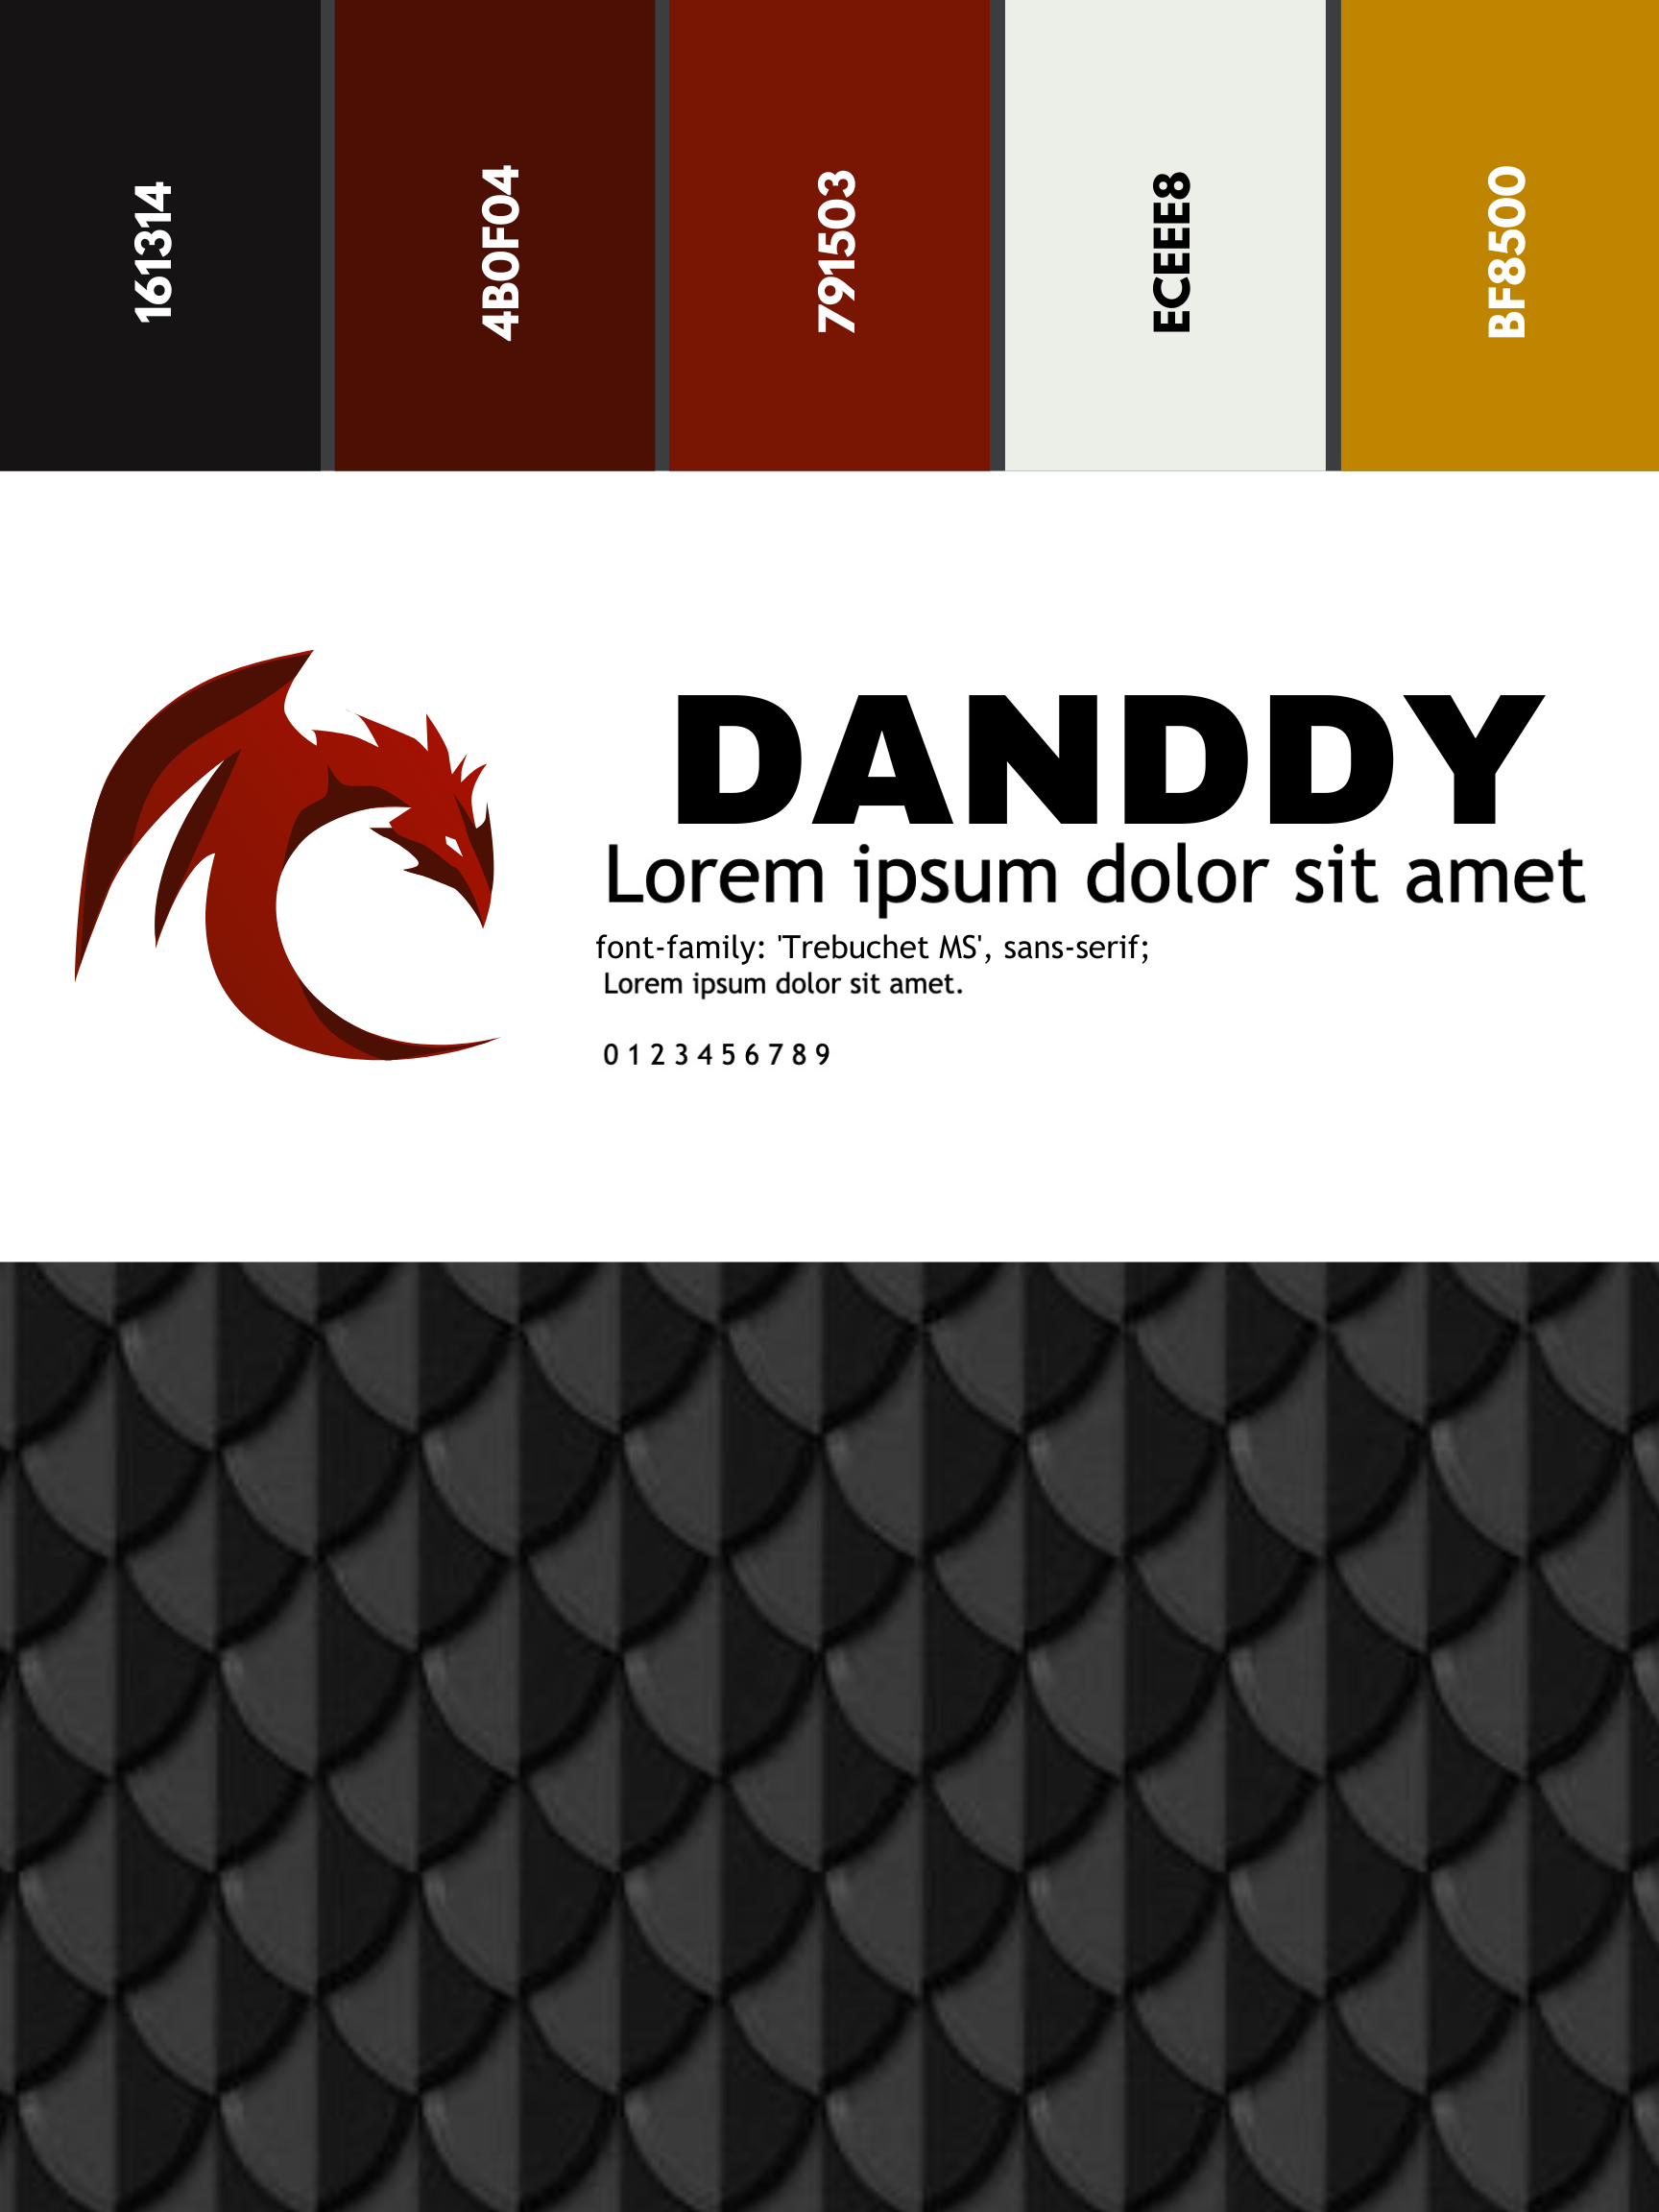 161314
4B0F04
791503
ECEEE8
BF8500
DANDDY
Lorem ipsum dolor sit amet
font-family: 'Trebuchet MS', sans-serif;
Lorem ipsum dolor sit amet.
0 1 2 3 4 5 6 7 8 9